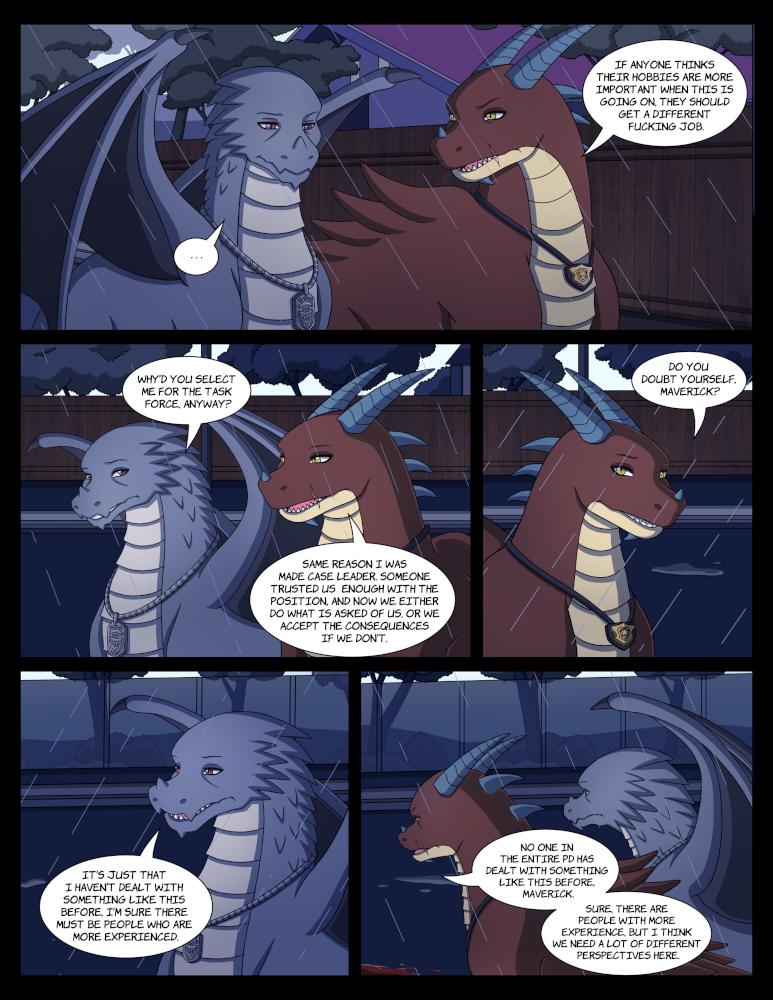 IF ANYONE THINKS
THEIR HOBBIES ARE MORE
IMPORTANT WHEN THIS IS
GOING ON, THEY SHOULD
GET A DIFFERENT
FUCKING JOB.
...
WHY'D YOU SELECT
ME FOR THE TASK
FORCE, ANYWAY?
SAME REASON I WAS
MADE CASE LEADER. SOMEONE
TRUSTED US ENOUGH WITH THE
POSITION, AND NOW WE EITHER
DO WHAT IS ASKED OF US, OR WE
ACCEPT THE CONSEQUENCES
IF WE DON'T.
DO YOU
DOUBT YOURSELF,
MAVERICK?
IT'S JUST THAT
I HAVEN'T DEALT WITH
SOMETHING LIKE THIS
BEFORE. I'M SURE THERE
MUST BE PEOPLE WHO ARE
MORE EXPERIENCED.
NO ONE IN
THE ENTIRE PD HAS
DEALT WITH SOMETHING
LIKE THIS BEFORE,
MAVERICK.
SURE, THERE ARE
PEOPLE WITH MORE
EXPERIENCE, BUT I THINK
WE NEED A LOT OF DIFFERENT
PERSPECTIVES HERE.